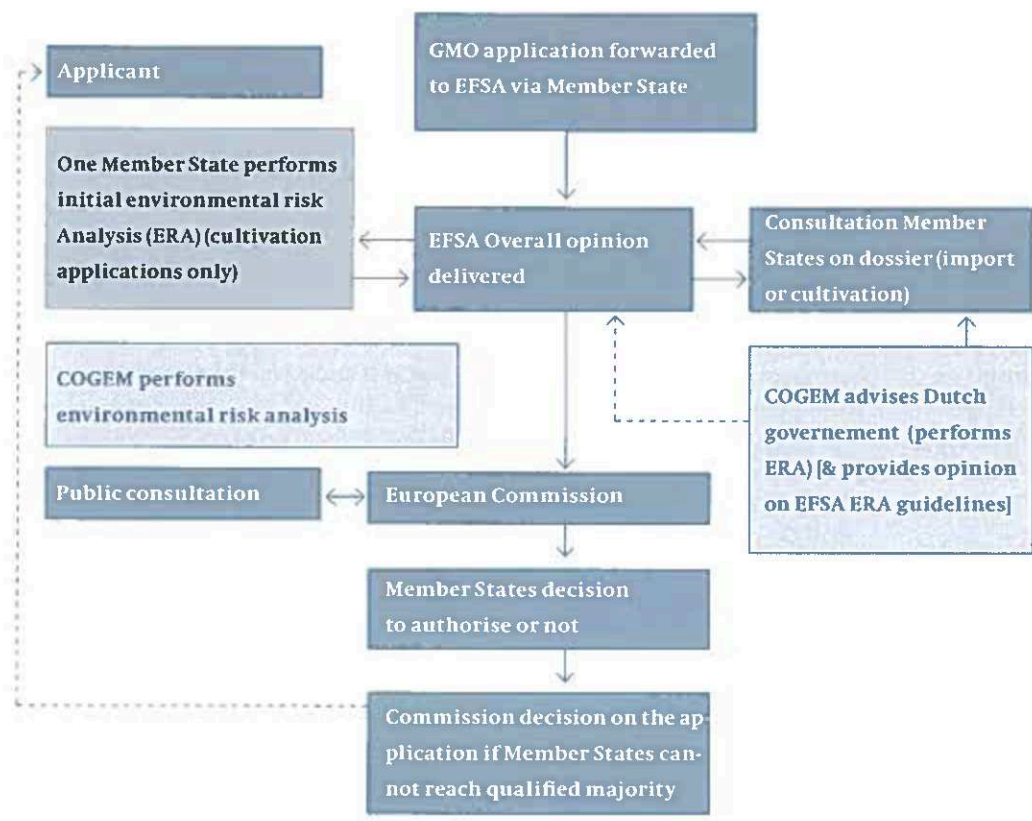 GMO application forwarded
to EFSA via Member State
Applicant
One Member State performs
initial environmental risk
Analysis (ERA) (cultivation
applications only)
EFSA Overall opinion
delivered
Consultation Member
States on dossier (import
or cultivation)
COGEM performs
environmental risk analysis
COGEM advises Dutch
governement (performs
ERA) [& provides opinion
on EFSA ERA guidelines]
Public consultation
European Commission
Member States decision
to authorise or not
Commission decision on the ap-
plication if Member States can-
not reach qualified majority